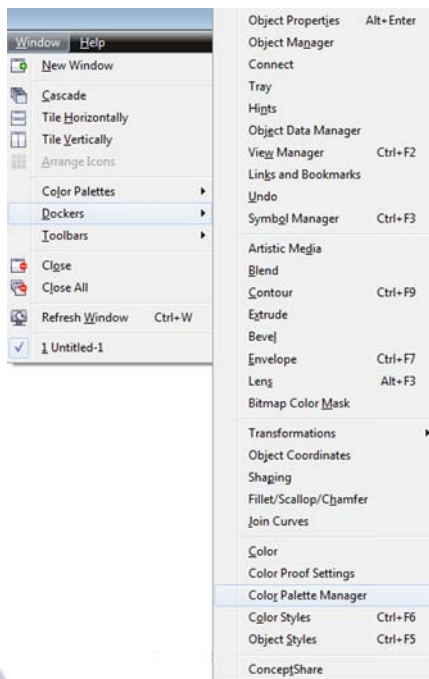 Window Help
New Window
Cascade
Tile Horizontally
Tile Vertically
Arrange Icons
Color Palettes
Dockers
Toolbars
Close
Close All
Refresh Window Ctrl+W
1 Untitled-1
Object Properties Alt+Enter
Object Manager
Connect
Tray
Hints
Object Data Manager
View Manager Ctrl+F2
Links and Bookmarks
Undo
Symbol Manager Ctrl+F3
Artistic Media
Blend
Contour Ctrl+F9
Extrude
Bevel
Envelope Ctrl+F7
Lens Alt+F3
Bitmap Color Mask
Transformations
Object Coordinates
Shaping
Fillet/Scallop/Chamfer
Join Curves
Color
Color Proof Settings
Color Palette Manager
Color Styles Ctrl+F6
Object Styles Ctrl+F5
ConceptShare